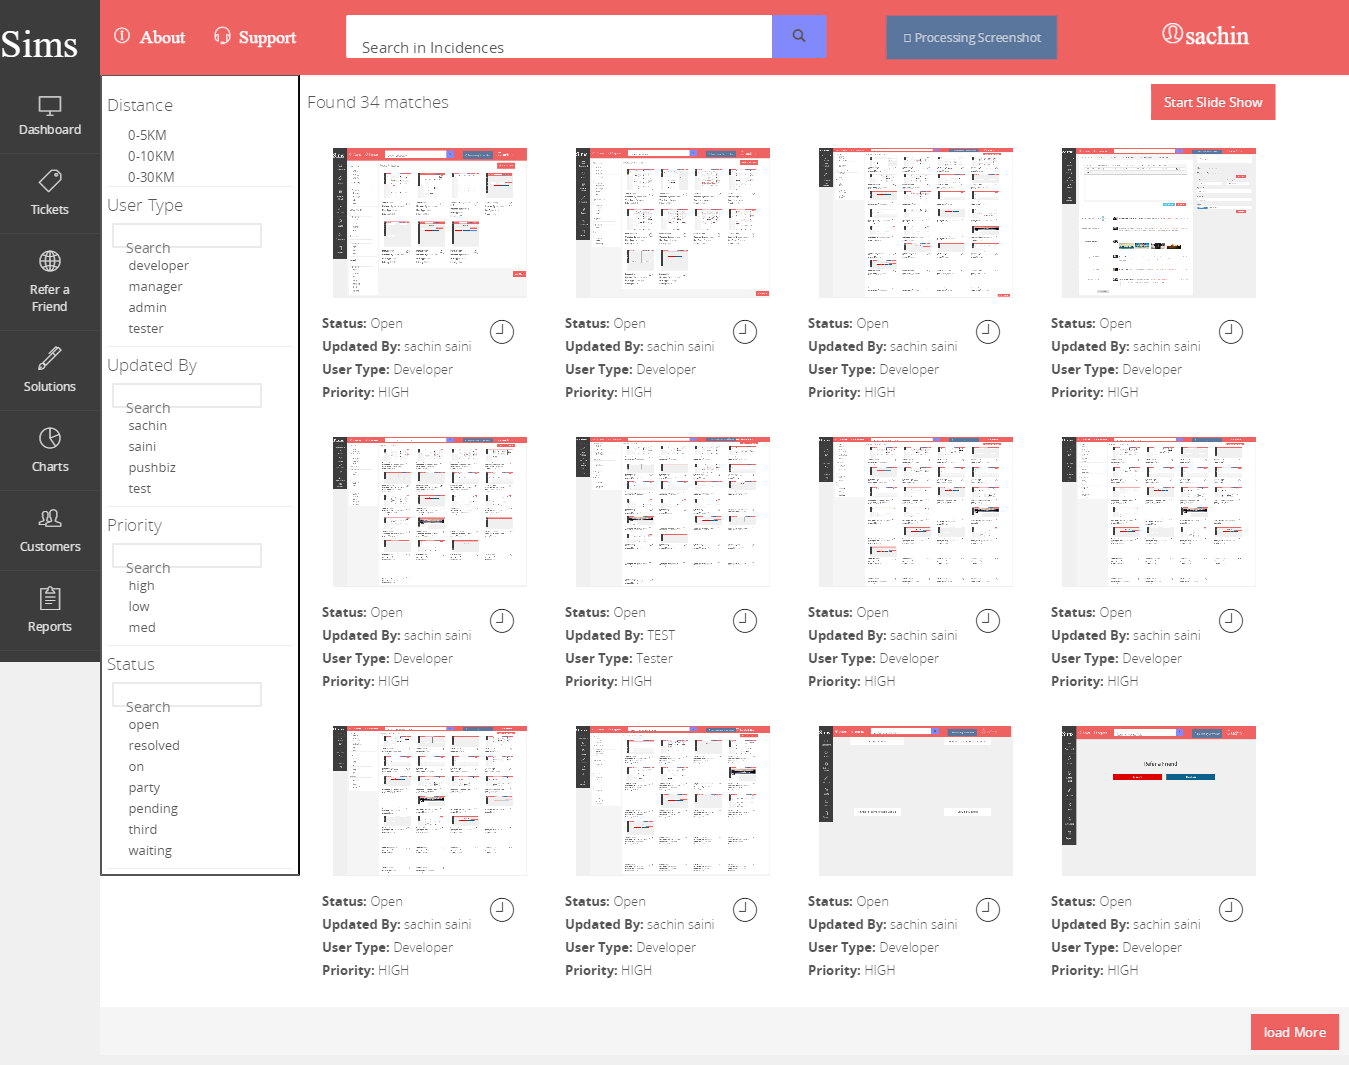 Sims
About
Support
Search in Incidences
Processing Screenshot
sachin
Dashboard
Tickets
Refer a
Friend
Solutions
Charts
Customers
Reports
Distance
0-5KM
0-10KM
0-30KM
User Type
Search
developer
manager
admin
tester
Updated By
Search
sachin
saini
pushbiz
test
Priority
Search
high
low
med
Status
Search
open
resolved
on
party
pending
third
waiting
Found 34 matches
Start Slide Show
Status: Open
Updated By: sachin saini
User Type: Developer
Priority: HIGH
Status: Open
Updated By: sachin saini
User Type: Developer
Priority: HIGH
Status: Open
Updated By: sachin saini
User Type: Developer
Priority: HIGH
Status: Open
Updated By: sachin saini
User Type: Developer
Priority: HIGH
Status: Open
Updated By: sachin saini
User Type: Developer
Priority: HIGH
Status: Open
Updated By: TEST
User Type: Tester
Priority: HIGH
Status: Open
Updated By: sachin saini
User Type: Developer
Priority: HIGH
Status: Open
Updated By: sachin saini
User Type: Developer
Priority: HIGH
Sims
Refer a Friend
Status: Open
Updated By: sachin saini
User Type: Developer
Priority: HIGH
Status: Open
Updated By: sachin saini
User Type: Developer
Priority: HIGH
Status: Open
Updated By: sachin saini
User Type: Developer
Priority: HIGH
Status: Open
Updated By: sachin saini
User Type: Developer
Priority: HIGH
load More